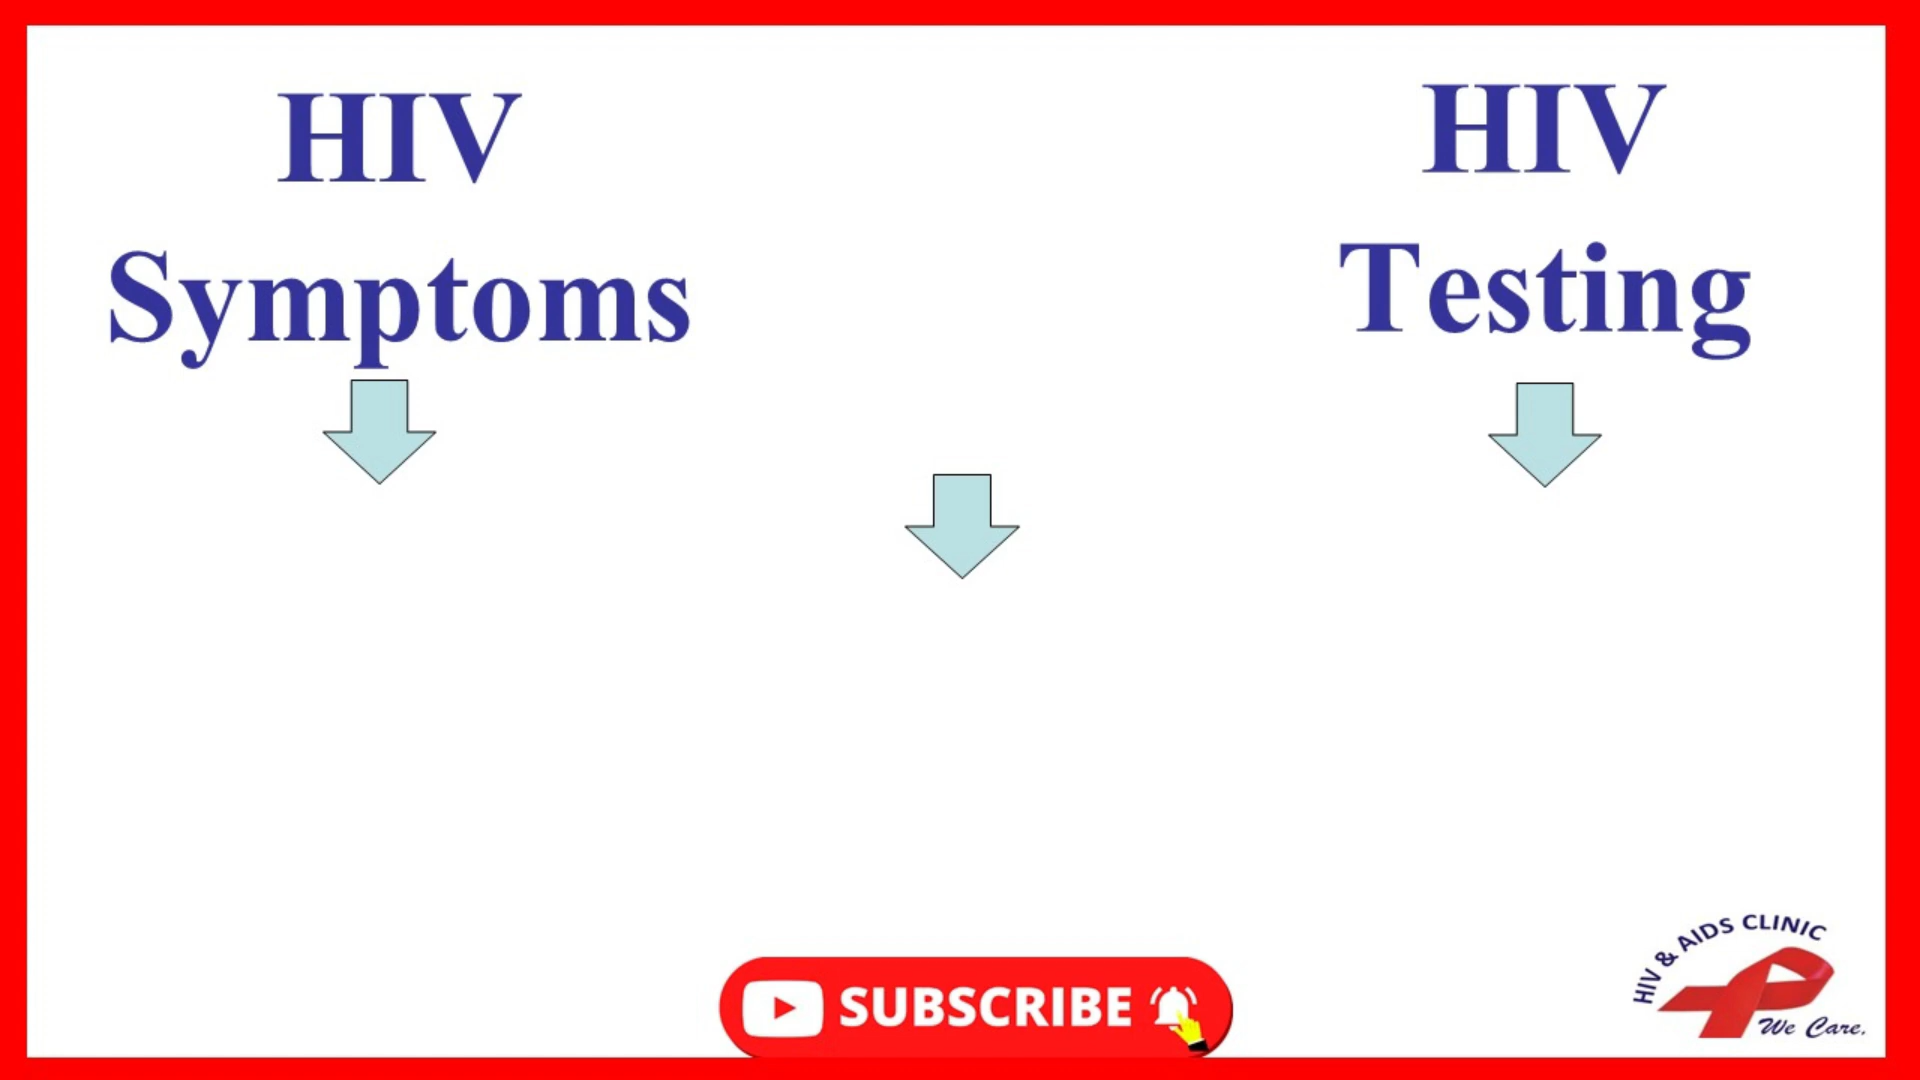 HIV
Symptoms
HIV
Testing
SUBSCRIBE
HIV & AIDS CLINIC
We Care.